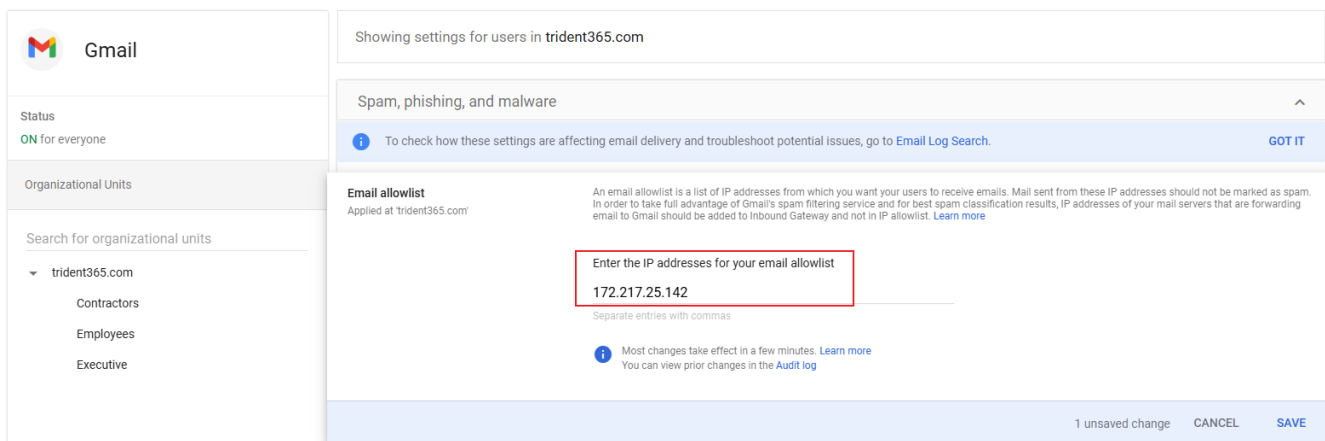 Gmail
Status
ON for everyone
Organizational Units
Search for organizational units
trident365.com
Contractors
Employees
Executive
Showing settings for users in trident365.com
Spam, phishing, and malware
To check how these settings are affecting email delivery and troubleshoot potential issues, go to Email Log Search.
GOT IT
Email allowlist
Applied at 'trident365.com'
An email allowlist is a list of IP addresses from which you want your users to receive emails. Mail sent from these IP addresses should not be marked as spam.
In order to take full advantage of Gmail's spam filtering service and for best spam classification results, IP addresses of your mail servers that are forwarding
email to Gmail should be added to Inbound Gateway and not in IP allowlist. Learn more
Enter the IP addresses for your email allowlist
172.217.25.142
Separate entries with commas
Most changes take effect in a few minutes. Learn more
You can view prior changes in the Audit log
1 unsaved change
CANCEL
SAVE